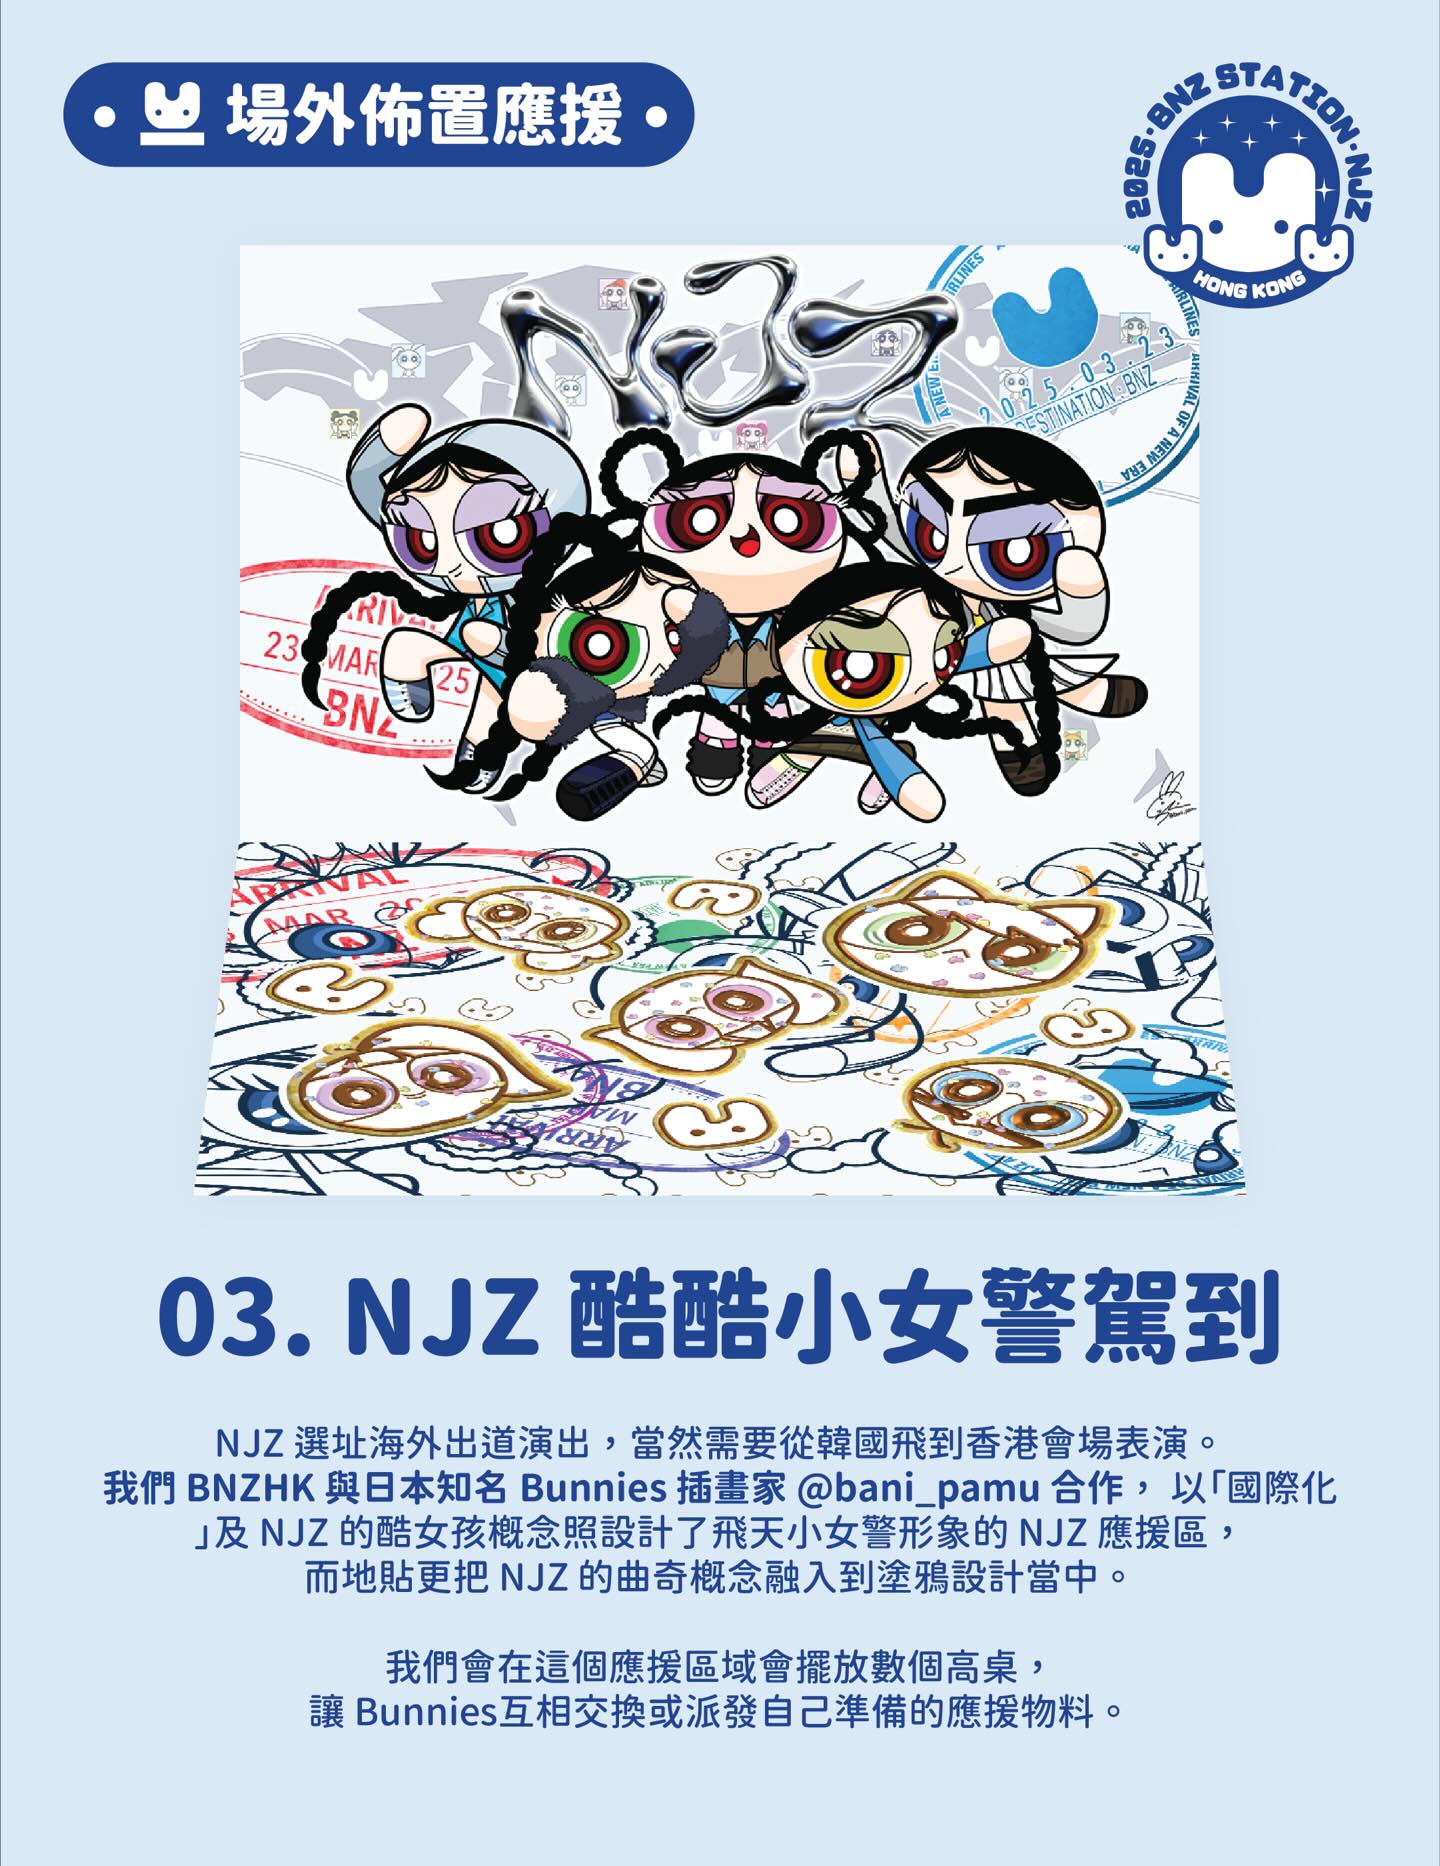 場外佈置應援
2025·BNZ STATION·NJZ
HONG KONG
NJZ
AIRLINES
2025.03.23
DESTINATION : BNZ
ARRIVAL OF A NEW ERA
ARRIVAL
23 MAR 2025
BNZ
ARRIVAL
MAR
ARRIVAL
MAR
BNZ
03. NJZ 酷酷小女警駕到
NJZ 選址海外出道演出，當然需要從韓國飛到香港會場表演。
我們 BNZHK 與日本知名 Bunnies 插畫家 @bani_pamu 合作， 以「國際化
」及 NJZ 的酷女孩概念照設計了飛天小女警形象的 NJZ 應援區，
而地貼更把 NJZ 的曲奇概念融入到塗鴉設計當中。
我們會在這個應援區域會擺放數個高桌，
讓 Bunnies互相交換或派發自己準備的應援物料。